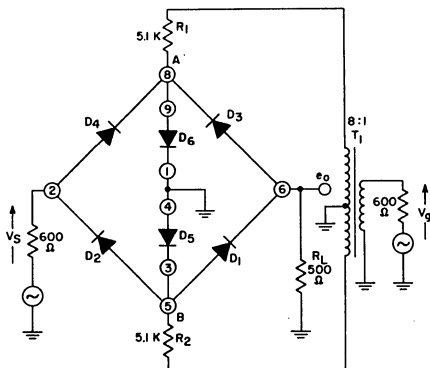 R1
5.1 K
A
8
9
D4
D3
D6
8:1
T1
2
1
6
eo
4
600
Ω
Vg
VS
600
Ω
D2
D5
D1
3
RL
500
Ω
5
B
5.1 K
R2